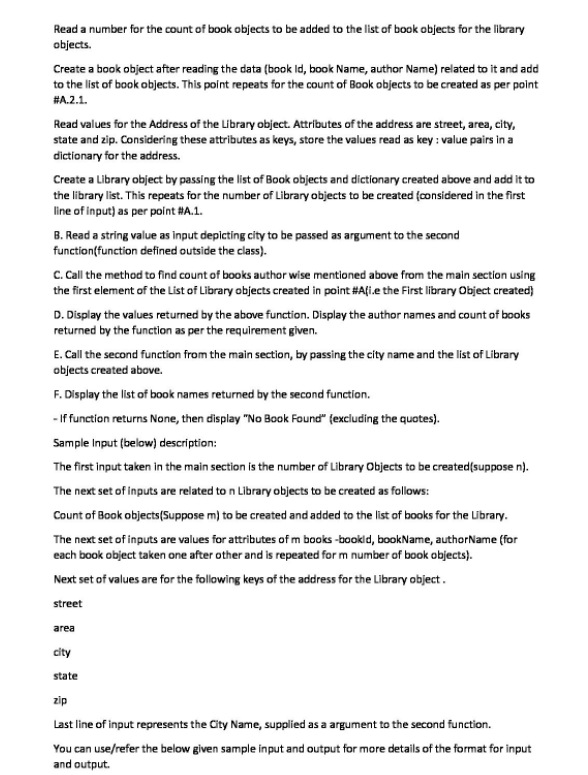 Read a number for the count of book objects to be added to the list of book objects for the library
objects.
Create a book object after reading the data (book Id, book Name, author Name) related to it and add
to the list of book objects. This point repeats for the count of Book objects to be created as per point
#A.2.1.
Read values for the Address of the Library object. Attributes of the address are street, area, city,
state and zip. Considering these attributes as keys, store the values read as key : value pairs in a
dictionary for the address.
Create a Library object by passing the list of Book objects and dictionary created above and add it to
the library list. This repeats for the number of Library objects to be created (considered in the first
line of input) as per point #A.1.
B. Read a string value as input depicting city to be passed as argument to the second
function(function defined outside the class).
C. Call the method to find count of books author wise mentioned above from the main section using
the first element of the List of Library objects created in point #A(i.e the First library Object created)
D. Display the values returned by the above function. Display the author names and count of books
returned by the function as per the requirement given.
E. Call the second function from the main section, by passing the city name and the list of Library
objects created above.
F. Display the list of book names returned by the second function.
- If function returns None, then display "No Book Found" (excluding the quotes).
Sample Input (below) description:
The first input taken in the main section is the number of Library Objects to be created(suppose n).
The next set of inputs are related to n Library objects to be created as follows:
Count of Book objects(Suppose m) to be created and added to the list of books for the Library.
The next set of inputs are values for attributes of m books -bookId, bookName, authorName (for
each book object taken one after other and is repeated for m number of book objects).
Next set of values are for the following keys of the address for the Library object .
street
area
city
state
zip
Last line of input represents the City Name, supplied as a argument to the second function.
You can use/refer the below given sample input and output for more details of the format for input
and output.